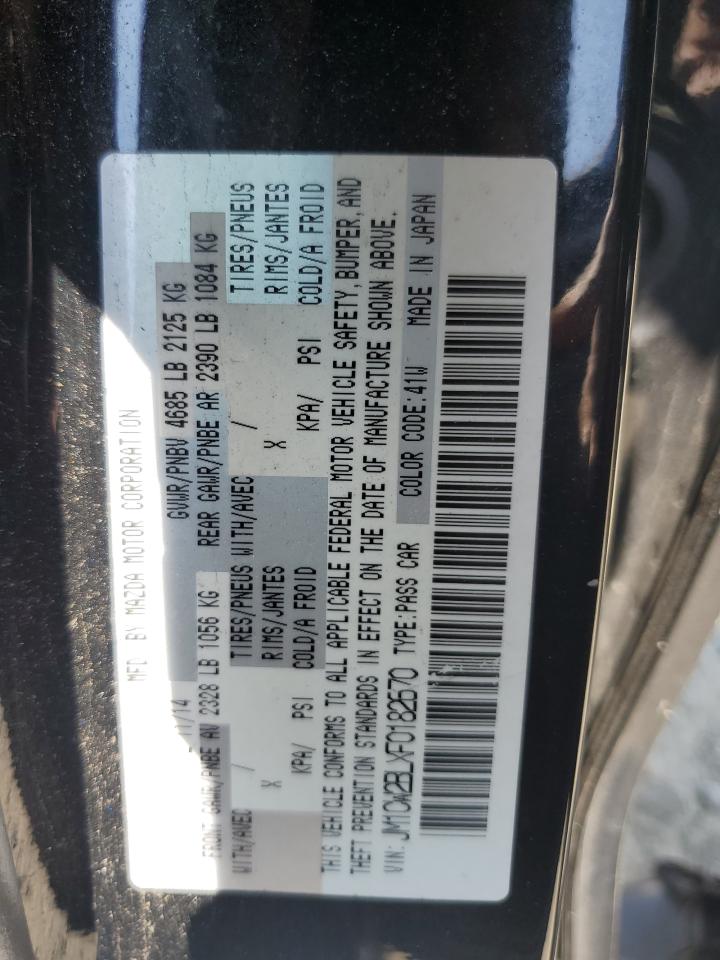 MFD BY MAZDA MOTOR CORPORATION
11/14 GVWR/PNBV 4685 LB 2125 KG
FRONT GAWR/PNBE AV 2328 LB 1056 KG REAR GAWR/PNBE AR 2390 LB 1084 KG
WITH/AVEC / TIRES/PNEUS WITH/AVEC / TIRES/PNEUS
X RIMS/JANTES X RIMS/JANTES
KPA/ PSI COLD/A FROID KPA/ PSI COLD/A FROID
THIS VEHICLE CONFORMS TO ALL APPLICABLE FEDERAL MOTOR VEHICLE SAFETY, BUMPER, AND
THEFT PREVENTION STANDARDS IN EFFECT ON THE DATE OF MANUFACTURE SHOWN ABOVE.
VIN: JM1CW2BLXF0182670 TYPE:PASS CAR COLOR CODE:41W MADE IN JAPAN